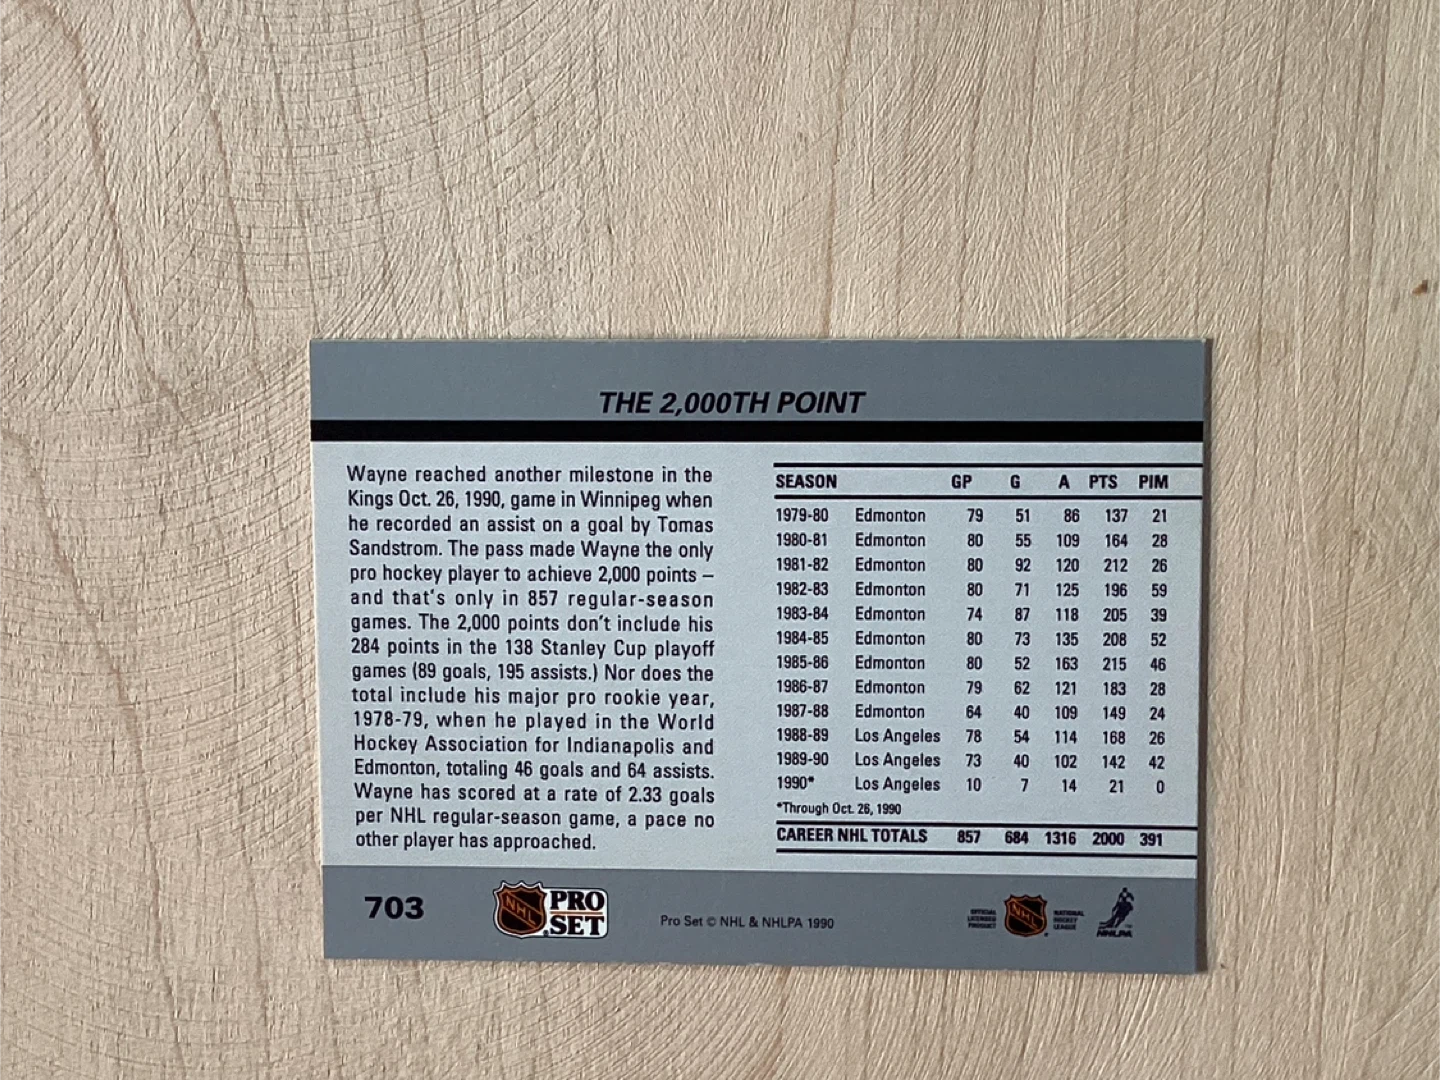 THE 2,000TH POINT
Wayne reached another milestone in the
Kings Oct. 26, 1990, game in Winnipeg when
he recorded an assist on a goal by Tomas
Sandstrom. The pass made Wayne the only
pro hockey player to achieve 2,000 points –
and that's only in 857 regular-season
games. The 2,000 points don't include his
284 points in the 138 Stanley Cup playoff
games (89 goals, 195 assists.) Nor does the
total include his major pro rookie year,
1978-79, when he played in the World
Hockey Association for Indianapolis and
Edmonton, totaling 46 goals and 64 assists.
Wayne has scored at a rate of 2.33 goals
per NHL regular-season game, a pace no
other player has approached.
SEASON GP G A PTS PIM
1979-80 Edmonton 79 51 86 137 21
1980-81 Edmonton 80 55 109 164 28
1981-82 Edmonton 80 92 120 212 26
1982-83 Edmonton 80 71 125 196 59
1983-84 Edmonton 74 87 118 205 39
1984-85 Edmonton 80 73 135 208 52
1985-86 Edmonton 80 52 163 215 46
1986-87 Edmonton 79 62 121 183 28
1987-88 Edmonton 64 40 109 149 24
1988-89 Los Angeles 78 54 114 168 26
1989-90 Los Angeles 73 40 102 142 42
1990* Los Angeles 10 7 14 21 0
*Through Oct. 26, 1990
CAREER NHL TOTALS 857 684 1316 2000 391
703
NHL
PRO
SET
Pro Set © NHL & NHLPA 1990
OFFICIAL
LICENSED
PRODUCT
NHL
NATIONAL
HOCKEY
LEAGUE
NHLPA